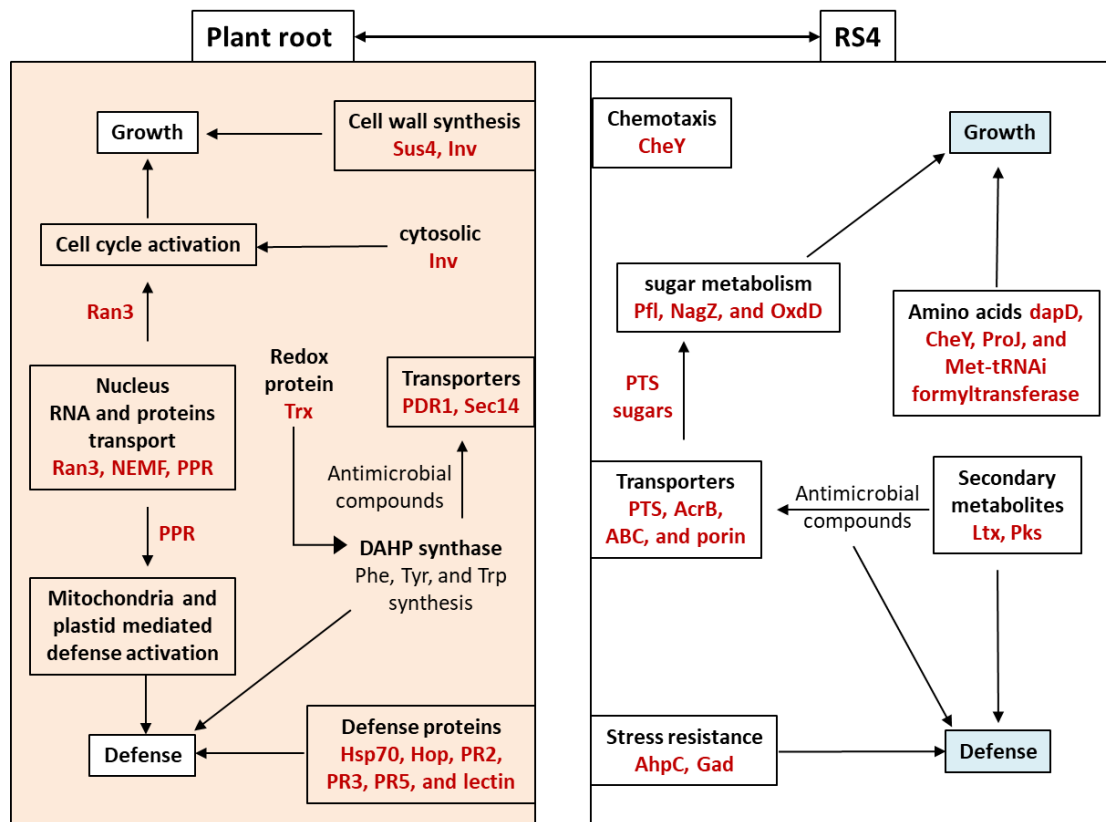 Plant root
RS4
Growth
Cell wall synthesis
Sus4, Inv
Cell cycle activation
cytosolic
Inv
Ran3
Nucleus
RNA and proteins
transport
Ran3, NEMF, PPR
Redox
protein
Trx
Transporters
PDR1, Sec14
Antimicrobial
compounds
PPR
DAHP synthase
Phe, Tyr, and Trp
synthesis
Mitochondria and
plastid mediated
defense activation
Defense
Defense proteins
Hsp70, Hop, PR2,
PR3, PR5, and lectin
Chemotaxis
CheY
Growth
sugar metabolism
Pfl, NagZ, and OxdD
Amino acids dapD,
CheY, ProJ, and
Met-tRNAi
formyltransferase
PTS
sugars
Transporters
PTS, AcrB,
ABC, and porin
Antimicrobial
compounds
Secondary
metabolites
Ltx, Pks
Stress resistance
AhpC, Gad
Defense